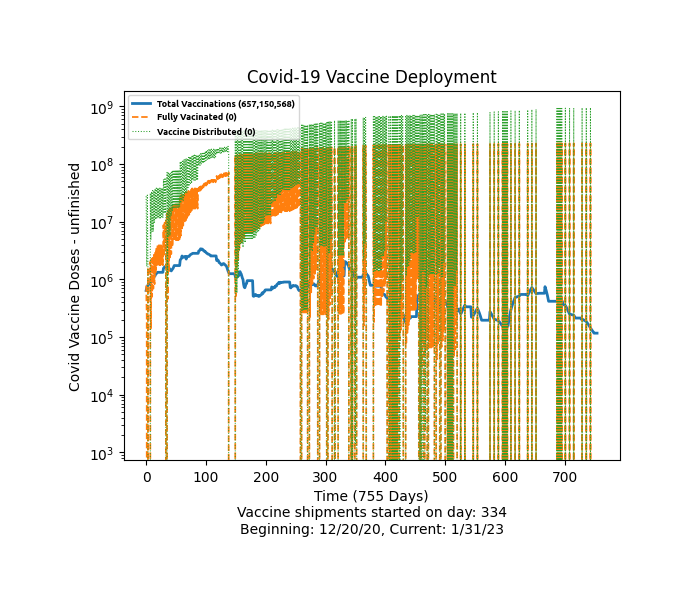 Covid-19 Vaccine Deployment
Total Vaccinations (657,150,568)
Fully Vacinated (0)
Vaccine Distributed (0)
Covid Vaccine Doses - unfinished
10⁹
10⁸
10⁷
10⁶
10⁵
10⁴
10³
0 100 200 300 400 500 600 700
Time (755 Days)
Vaccine shipments started on day: 334
Beginning: 12/20/20, Current: 1/31/23